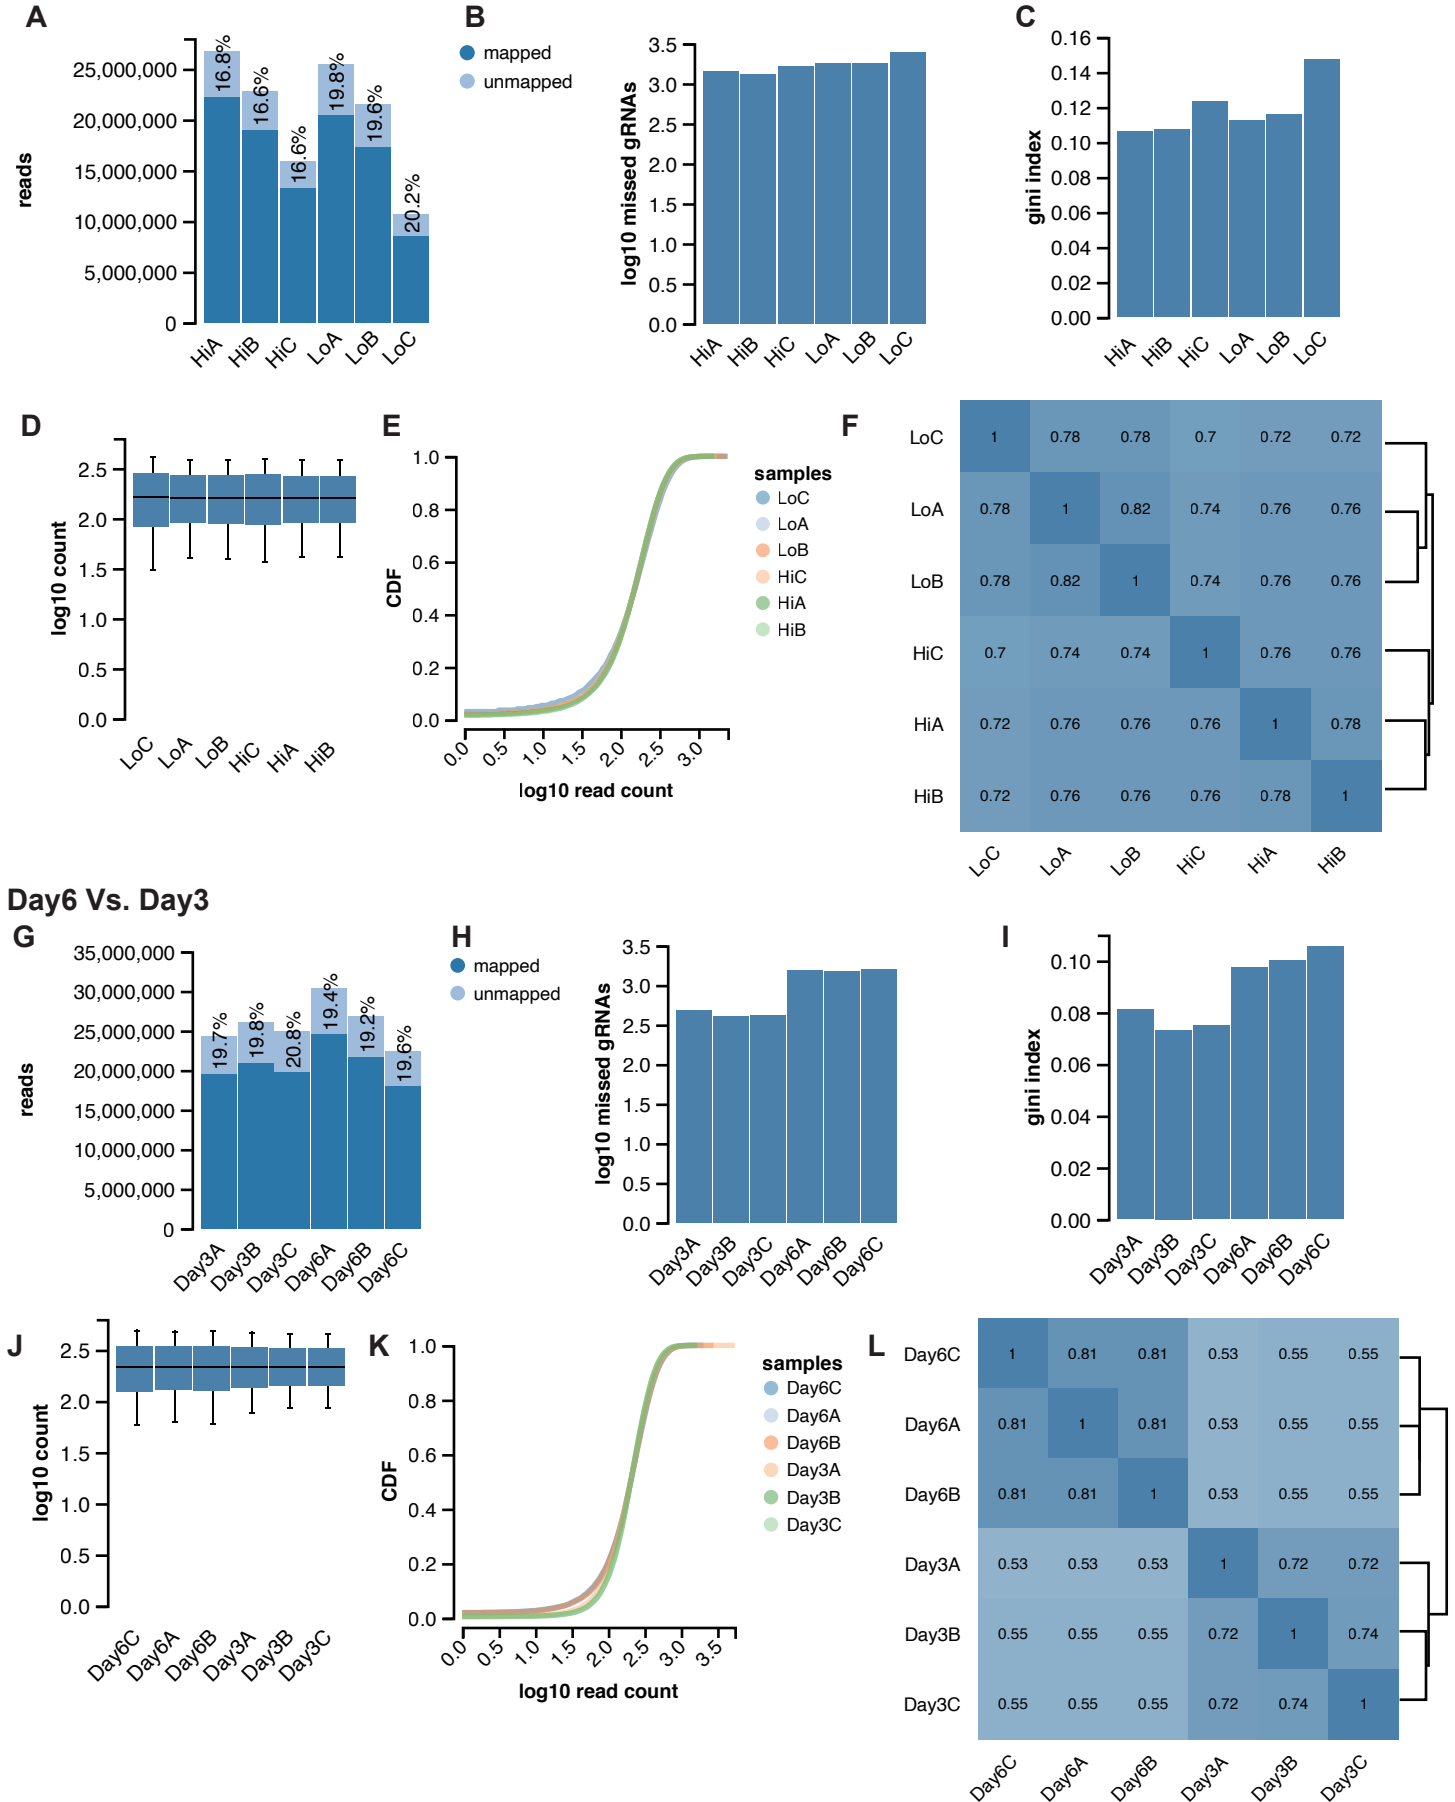 A
reads
25,000,000
20,000,000
15,000,000
10,000,000
5,000,000
0
16.8%
16.6%
16.6%
19.8%
19.6%
20.2%
HiA HiB HiC LoA LoB LoC
B
mapped
unmapped
log10 missed gRNAs
3.5
3.0
2.5
2.0
1.5
1.0
0.5
0.0
HiA HiB HiC LoA LoB LoC
C
gini index
0.16
0.14
0.12
0.10
0.08
0.06
0.04
0.02
0.00
HiA HiB HiC LoA LoB LoC
D
log10 count
2.5
2.0
1.5
1.0
0.5
0.0
LoC LoA LoB HiC HiA HiB
E
CDF
1.0
0.8
0.6
0.4
0.2
0.0
0.0 0.5 1.0 1.5 2.0 2.5 3.0
log10 read count
samples
LoC
LoA
LoB
HiC
HiA
HiB
F
LoC 1 0.78 0.78 0.7 0.72 0.72
LoA 0.78 1 0.82 0.74 0.76 0.76
LoB 0.78 0.82 1 0.74 0.76 0.76
HiC 0.7 0.74 0.74 1 0.76 0.76
HiA 0.72 0.76 0.76 0.76 1 0.78
HiB 0.72 0.76 0.76 0.76 0.78 1
LoC LoA LoB HiC HiA HiB
Day6 Vs. Day3
G
reads
35,000,000
30,000,000
25,000,000
20,000,000
15,000,000
10,000,000
5,000,000
0
19.7%
19.8%
20.8%
19.4%
19.2%
19.6%
Day3A Day3B Day3C Day6A Day6B Day6C
H
mapped
unmapped
log10 missed gRNAs
3.5
3.0
2.5
2.0
1.5
1.0
0.5
0.0
Day3A Day3B Day3C Day6A Day6B Day6C
I
gini index
0.10
0.08
0.06
0.04
0.02
0.00
Day3A Day3B Day3C Day6A Day6B Day6C
J
log10 count
2.5
2.0
1.5
1.0
0.5
0.0
Day6C Day6A Day6B Day3A Day3B Day3C
K
CDF
1.0
0.8
0.6
0.4
0.2
0.0
0.0 0.5 1.0 1.5 2.0 2.5 3.0 3.5
log10 read count
samples
Day6C
Day6A
Day6B
Day3A
Day3B
Day3C
L
Day6C 1 0.81 0.81 0.53 0.55 0.55
Day6A 0.81 1 0.81 0.53 0.55 0.55
Day6B 0.81 0.81 1 0.53 0.55 0.55
Day3A 0.53 0.53 0.53 1 0.72 0.72
Day3B 0.55 0.55 0.55 0.72 1 0.74
Day3C 0.55 0.55 0.55 0.72 0.74 1
Day6C Day6A Day6B Day3A Day3B Day3C